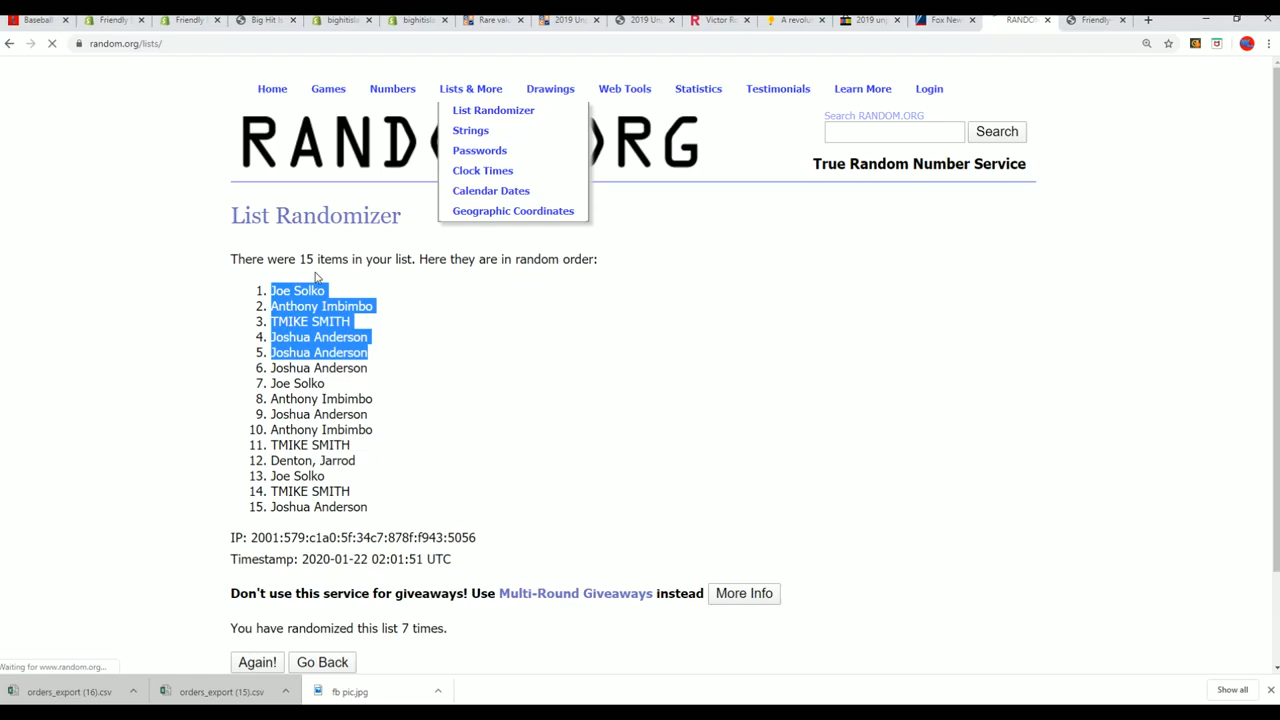 Baseball
Friendly
Friendly
Big Hit I
bighitisla
bighitisla
Rare valu
2019 Un
2019 Un
Victor R
A revolu
2019 ung
Fox New
RANDO
Friendly
random.org/lists/
Home Games Numbers Lists & More Drawings Web Tools Statistics Testimonials Learn More Login
List Randomizer
Strings
Passwords
Clock Times
Calendar Dates
Geographic Coordinates
Search RANDOM.ORG
Search
True Random Number Service
List Randomizer
There were 15 items in your list. Here they are in random order:
1. Joe Solko
2. Anthony Imbimbo
3. TMIKE SMITH
4. Joshua Anderson
5. Joshua Anderson
6. Joshua Anderson
7. Joe Solko
8. Anthony Imbimbo
9. Joshua Anderson
10. Anthony Imbimbo
11. TMIKE SMITH
12. Denton, Jarrod
13. Joe Solko
14. TMIKE SMITH
15. Joshua Anderson
IP: 2001:579:c1a0:5f:34c7:878f:f943:5056
Timestamp: 2020-01-22 02:01:51 UTC
Don't use this service for giveaways! Use Multi-Round Giveaways instead More Info
You have randomized this list 7 times.
Again! Go Back
Waiting for www.random.org...
orders_export (16).csv
orders_export (15).csv
fb pic.jpg
Show all